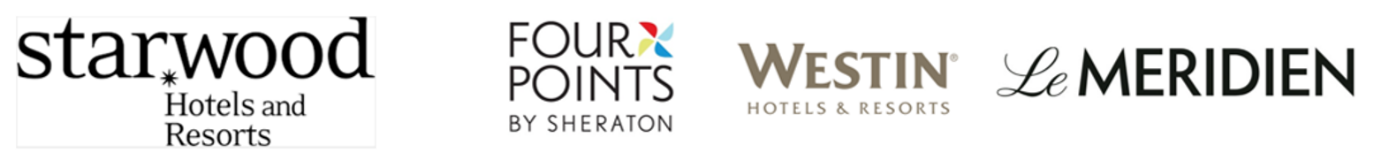 starwood
Hotels and
Resorts
FOUR
POINTS
BY SHERATON
WESTIN®
HOTELS & RESORTS
Le MERIDIEN